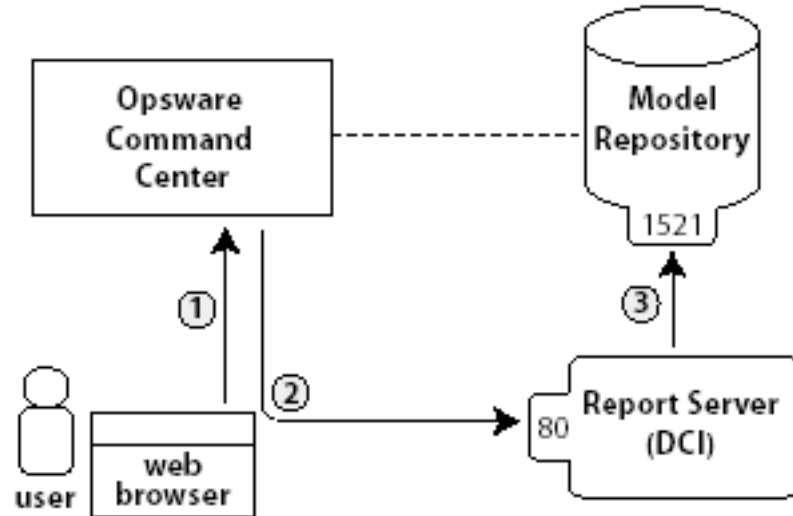 Opsware
Command
Center
Model
Repository
1521
1
3
2
80
Report Server
(DCI)
web
browser
user